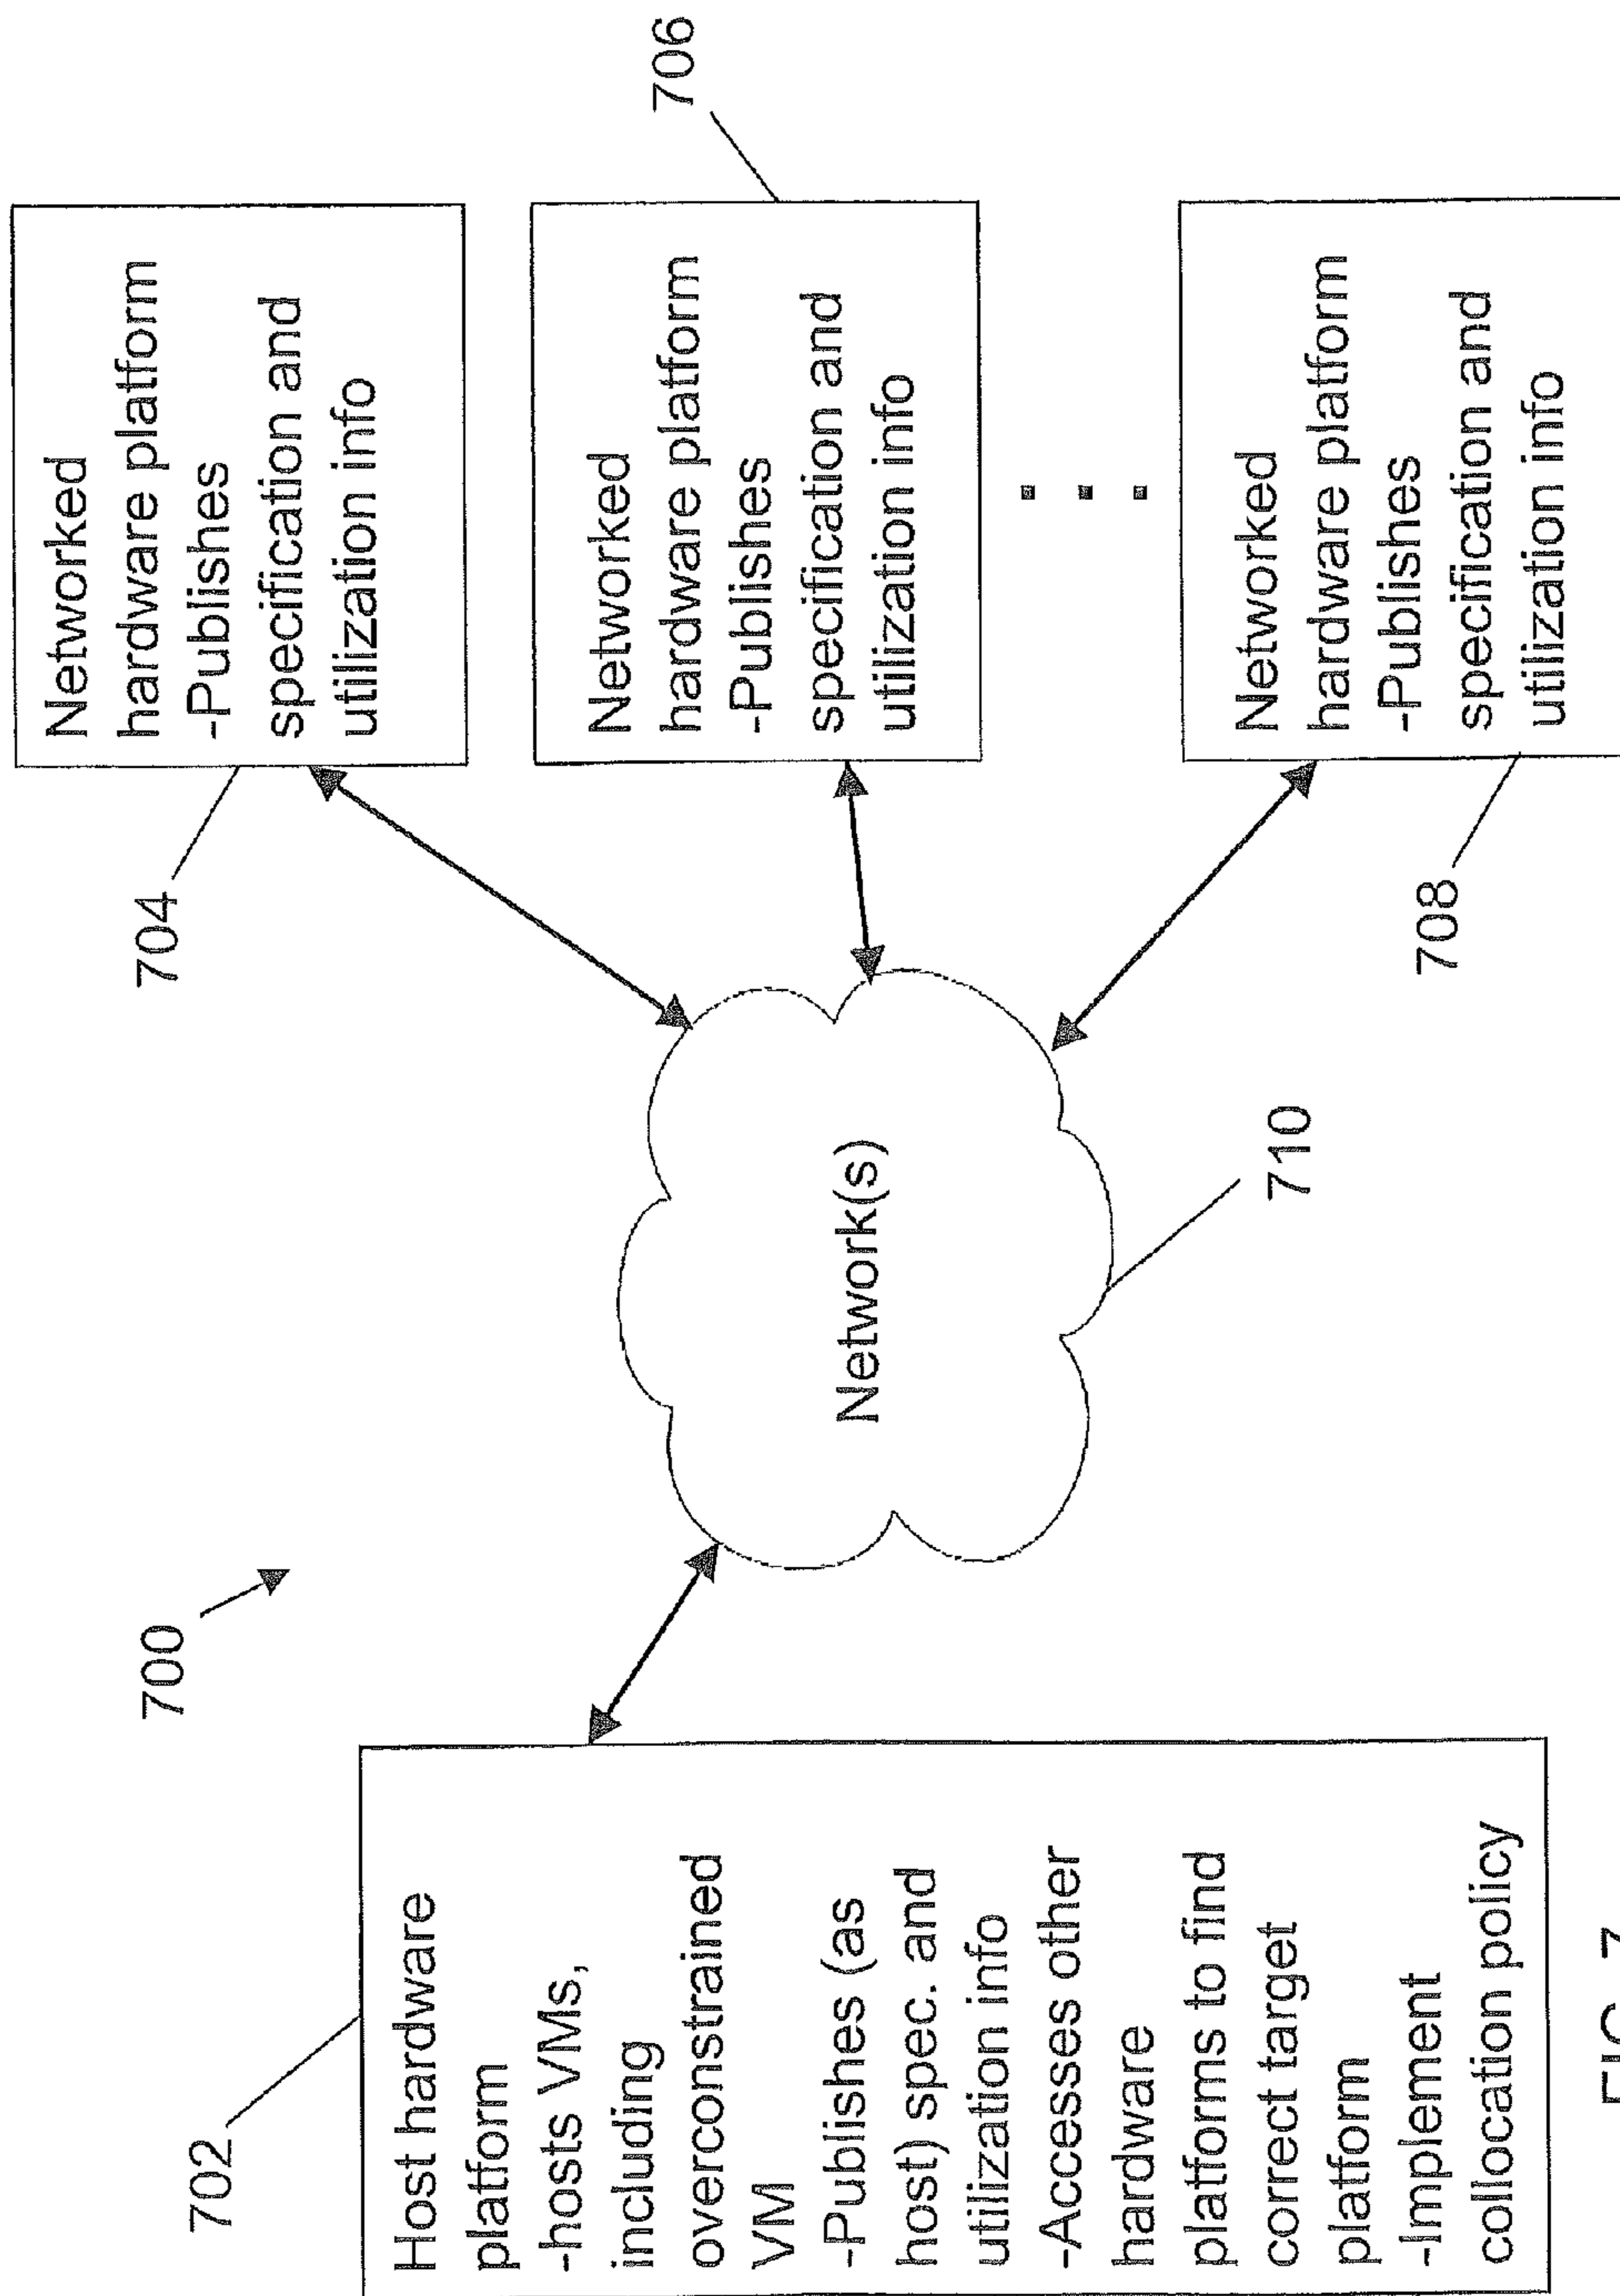 700
702
Host hardware
platform
-hosts VMs,
including
overconstrained
VM
-Publishes (as
host) spec. and
utilization info
-Accesses other
hardware
platforms to find
correct target
platform
-Implement
collocation policy
Network(s)
710
704
Networked
hardware platform
-Publishes
specification and
utilization info
706
Networked
hardware platform
-Publishes
specification and
utilization info
708
Networked
hardware platform
-Publishes
specification and
utilization info
FIG. 7